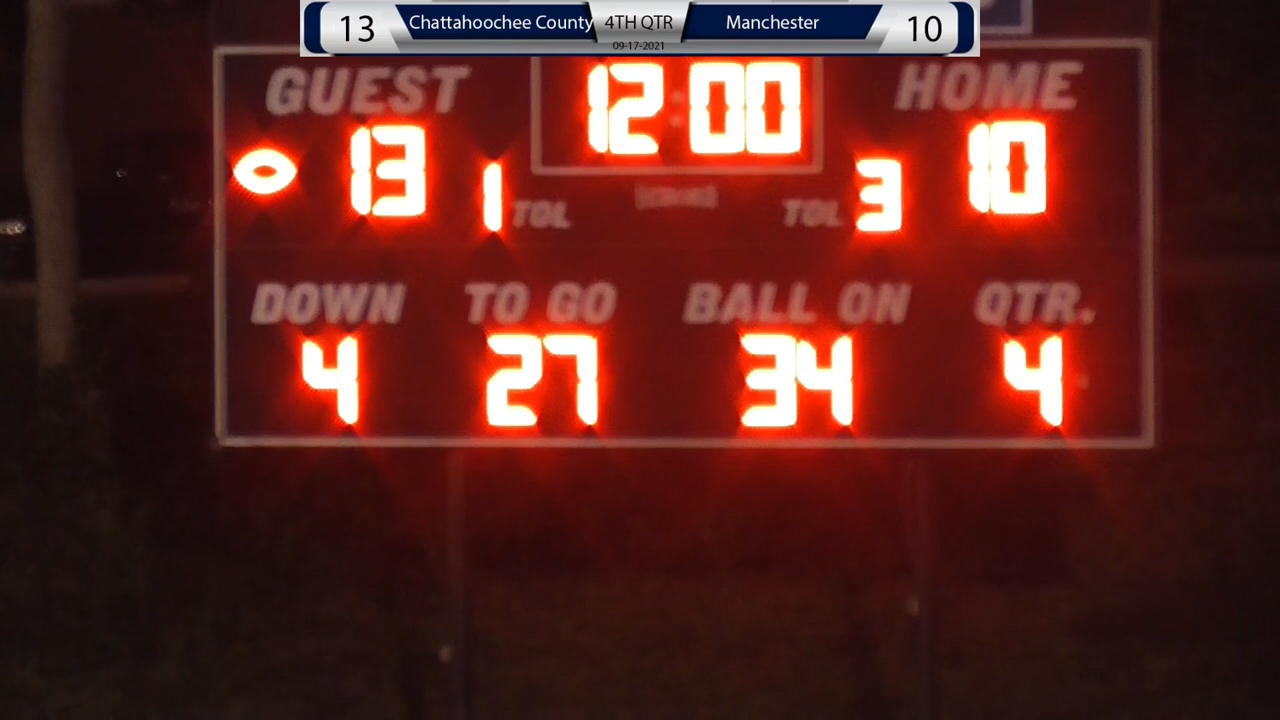 13 Chattahoochee County 4TH QTR Manchester 10
09-17-2021
GUEST 12:00 HOME
13 1 TOL TOL 3 10
DOWN TO GO BALL ON QTR.
4 27 34 4